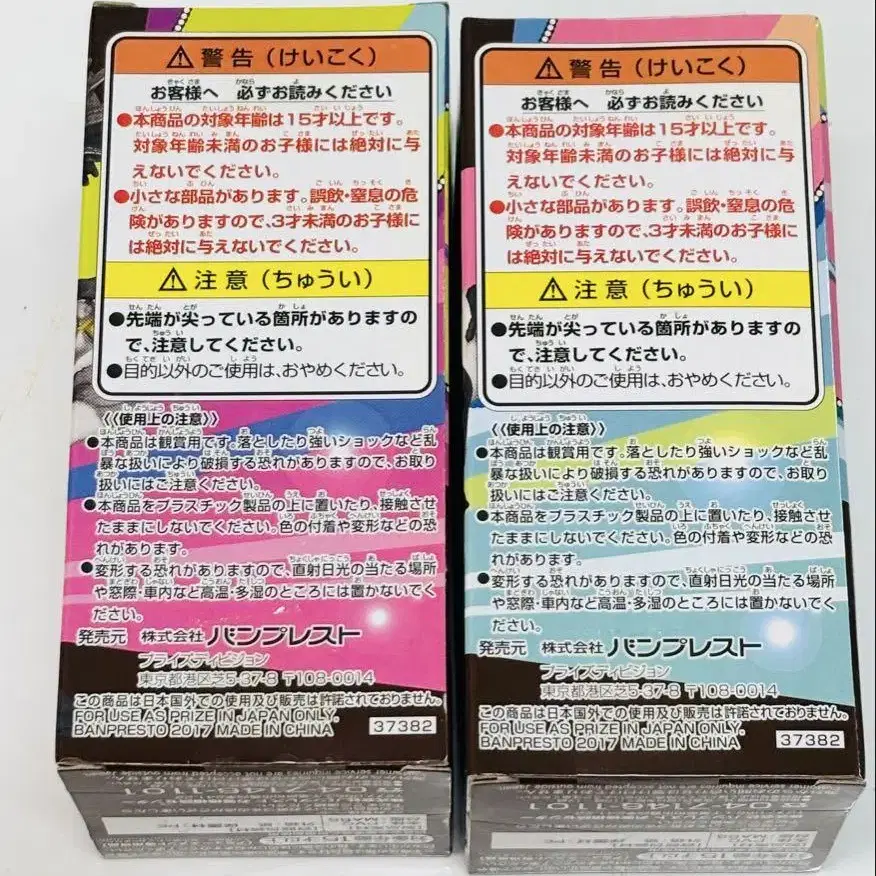 ⚠ 警告（けいこく）
お客様へ 必ずお読みください
●本商品の対象年齢は15才以上です。
対象年齢未満のお子様には絶対に与
えないでください。
●小さな部品があります。誤飲・窒息の危
険がありますので、3才未満のお子様に
は絶対に与えないでください。
⚠ 注意（ちゅうい）
●先端が尖っている箇所がありますの
で、注意してください。
●目的以外のご使用は、おやめください。
《使用上の注意》
●本商品は観賞用です。落としたり強いショックなど乱
暴な扱いにより破損する恐れがありますので、お取り
扱いにはご注意ください。
●本商品をプラスチック製品の上に置いたり、接触させ
たままにしないでください。色の付着や変形などの恐
れがあります。
●変形する恐れがありますので、直射日光の当たる場所
や窓際・車内など高温・多湿のところには置かないでく
ださい。
発売元 株式会社 バンプレスト
プライズディビジョン
東京都港区芝5-37-8 〒108-0014
この商品は日本国外での使用及び販売は許諾されておりません。
FOR USE AS PRIZE IN JAPAN ONLY.
BANPRESTO 2017 MADE IN CHINA
37382
04-7146-1101
⚠ 警告（けいこく）
お客様へ 必ずお読みください
●本商品の対象年齢は15才以上です。
対象年齢未満のお子様には絶対に与
えないでください。
●小さな部品があります。誤飲・窒息の危
険がありますので、3才未満のお子様に
は絶対に与えないでください。
⚠ 注意（ちゅうい）
●先端が尖っている箇所がありますの
で、注意してください。
●目的以外のご使用は、おやめください。
《使用上の注意》
●本商品は観賞用です。落としたり強いショックなど乱
暴な扱いにより破損する恐れがありますので、お取り
扱いにはご注意ください。
●本商品をプラスチック製品の上に置いたり、接触させ
たままにしないでください。色の付着や変形などの恐
れがあります。
●変形する恐れがありますので、直射日光の当たる場所
や窓際・車内など高温・多湿のところには置かないでく
ださい。
発売元 株式会社 バンプレスト
プライズディビジョン
東京都港区芝5-37-8 〒108-0014
この商品は日本国外での使用及び販売は許諾されておりません。
FOR USE AS PRIZE IN JAPAN ONLY.
BANPRESTO 2017 MADE IN CHINA
37382
04-7146-1101